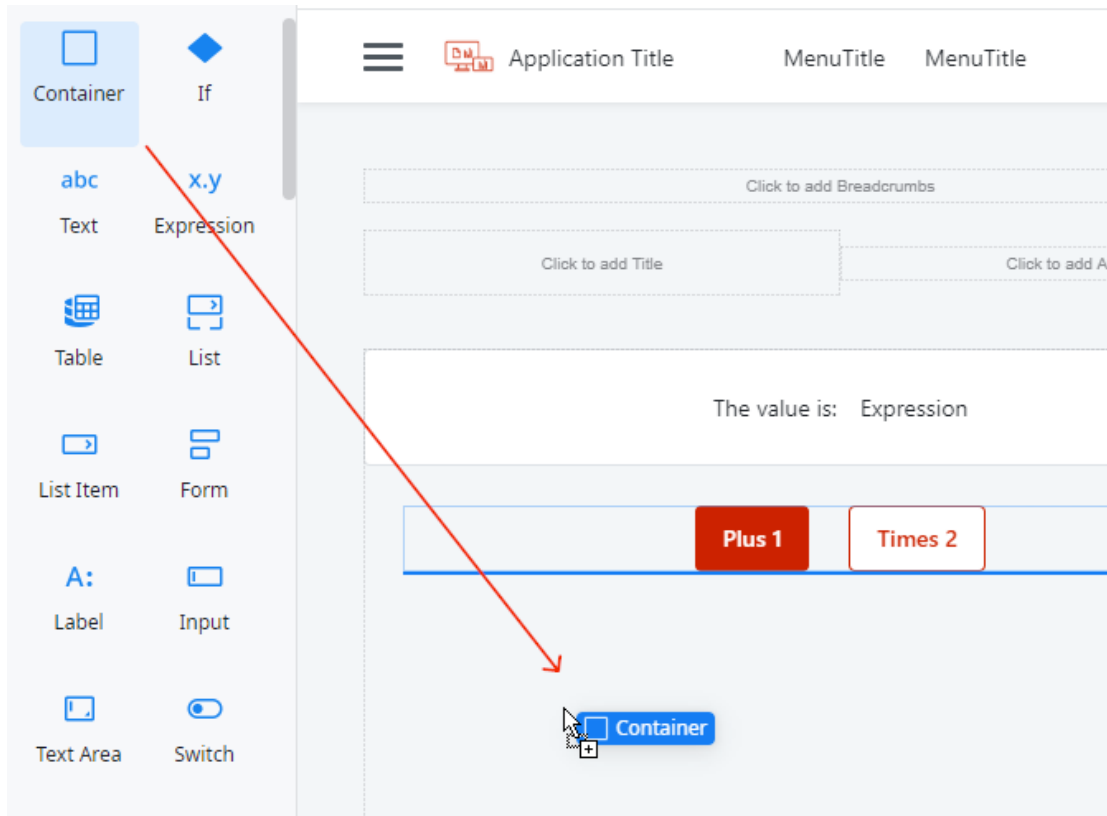 Container
If
Application Title
MenuTitle
MenuTitle
abc
Text
x.y
Expression
Click to add Breadcrumbs
Click to add Title
Click to add A
Table
List
The value is: Expression
List Item
Form
Plus 1
Times 2
A:
Label
Input
Text Area
Switch
Container